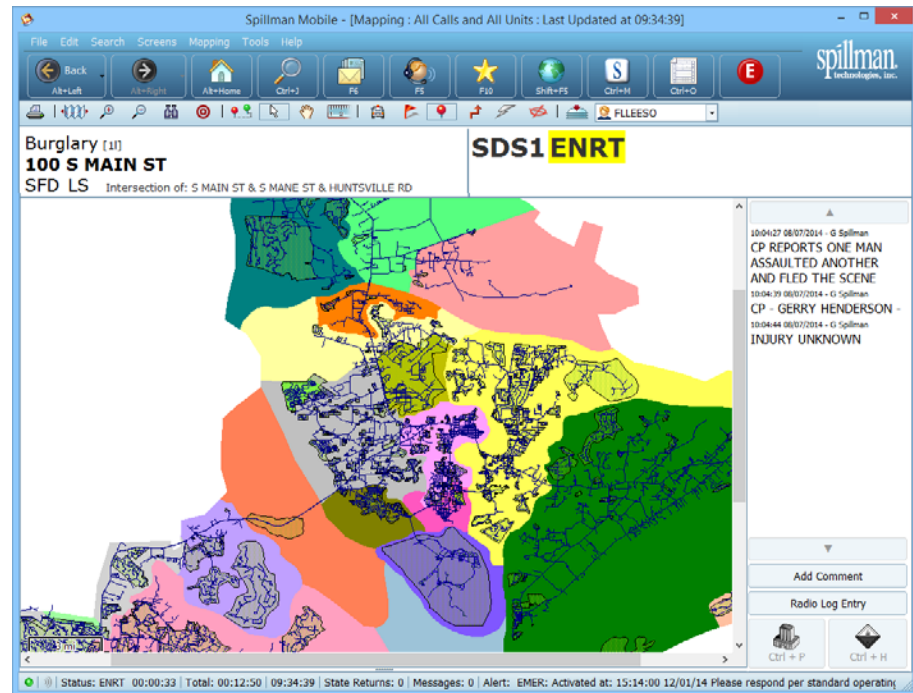 Spillman Mobile - [Mapping : All Calls and All Units : Last Updated at 09:34:39]
File Edit Search Screens Mapping Tools Help
Back
Alt+Left
Alt+Right
Alt+Home
Ctrl+J
F6
F5
F10
Shift+F5
S
Ctrl+M
Ctrl+O
E
spillman
technologies, inc.
FLLEESO
Burglary [1l]
100 S MAIN ST
SFD LS Intersection of: S MAIN ST & S MANE ST & HUNTSVILLE RD
SDS1 ENRT
10:04:27 08/07/2014 - G Spillman
CP REPORTS ONE MAN
ASSAULTED ANOTHER
AND FLED THE SCENE
10:04:39 08/07/2014 - G Spillman
CP - GERRY HENDERSON -
10:04:44 08/07/2014 - G Spillman
INJURY UNKNOWN
Add Comment
Radio Log Entry
Ctrl + P
Ctrl + H
Status: ENRT 00:00:33 | Total: 00:12:50 | 09:34:39 | State Returns: 0 | Messages: 0 | Alert: EMER: Activated at: 15:14:00 12/01/14 Please respond per standard operating